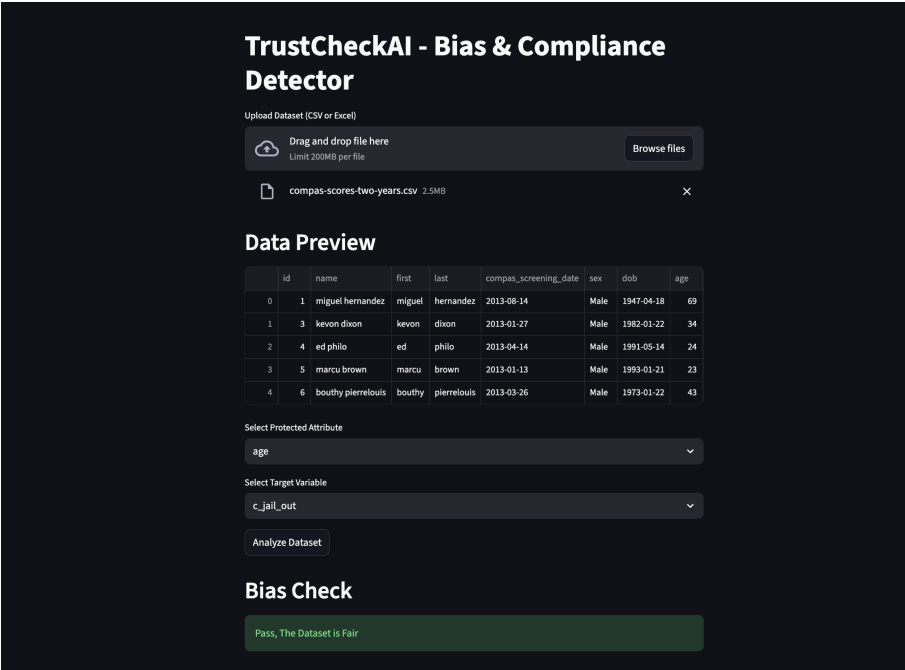 TrustCheckAI - Bias & Compliance
Detector
Upload Dataset (CSV or Excel)
Drag and drop file here
Limit 200MB per file
Browse files
compas-scores-two-years.csv 2.5MB
Data Preview
id name first last compas_screening_date sex dob age
0 1 miguel hernandez miguel hernandez 2013-08-14 Male 1947-04-18 69
1 3 kevon dixon kevon dixon 2013-01-27 Male 1982-01-22 34
2 4 ed philo ed philo 2013-04-14 Male 1991-05-14 24
3 5 marcu brown marcu brown 2013-01-13 Male 1993-01-21 23
4 6 bouthy pierrelouis bouthy pierrelouis 2013-03-26 Male 1973-01-22 43
Select Protected Attribute
age
Select Target Variable
c_jail_out
Analyze Dataset
Bias Check
Pass, The Dataset is Fair